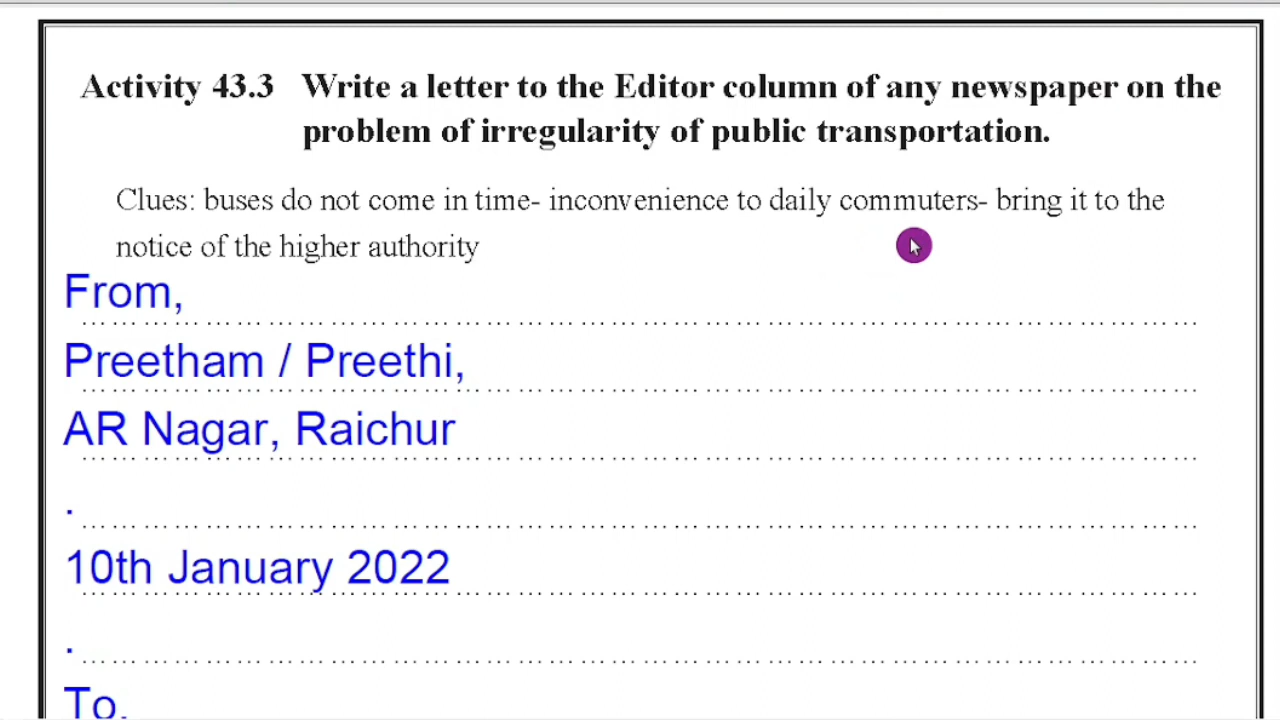 Activity 43.3 Write a letter to the Editor column of any newspaper on the
problem of irregularity of public transportation.
Clues: buses do not come in time- inconvenience to daily commuters- bring it to the
notice of the higher authority
From,
Preetham / Preethi,
AR Nagar, Raichur
.
10th January 2022
.
To,